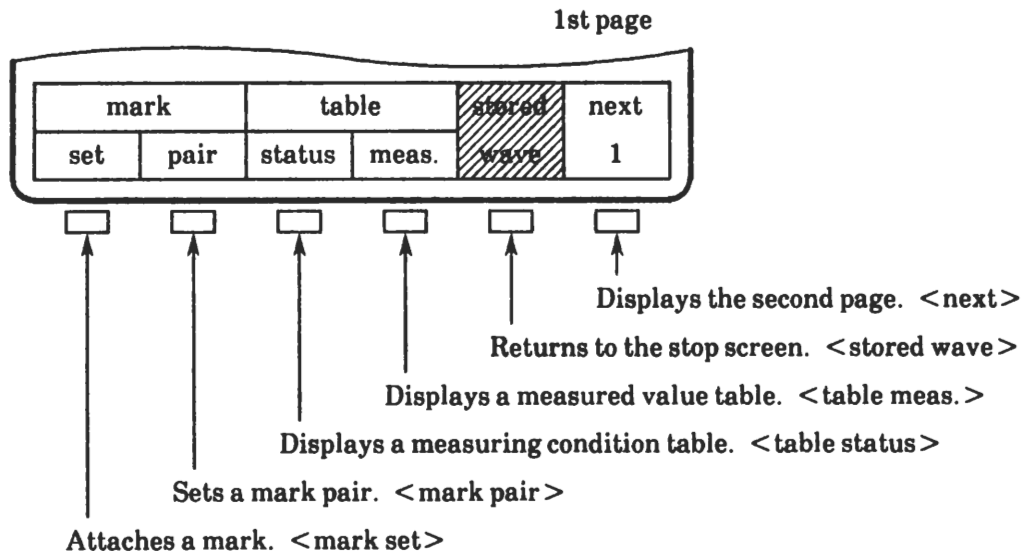 1st page
mark table stored next
set pair status meas. wave 1
Displays the second page. <next>
Returns to the stop screen. <stored wave>
Displays a measured value table. <table meas.>
Displays a measuring condition table. <table status>
Sets a mark pair. <mark pair>
Attaches a mark. <mark set>